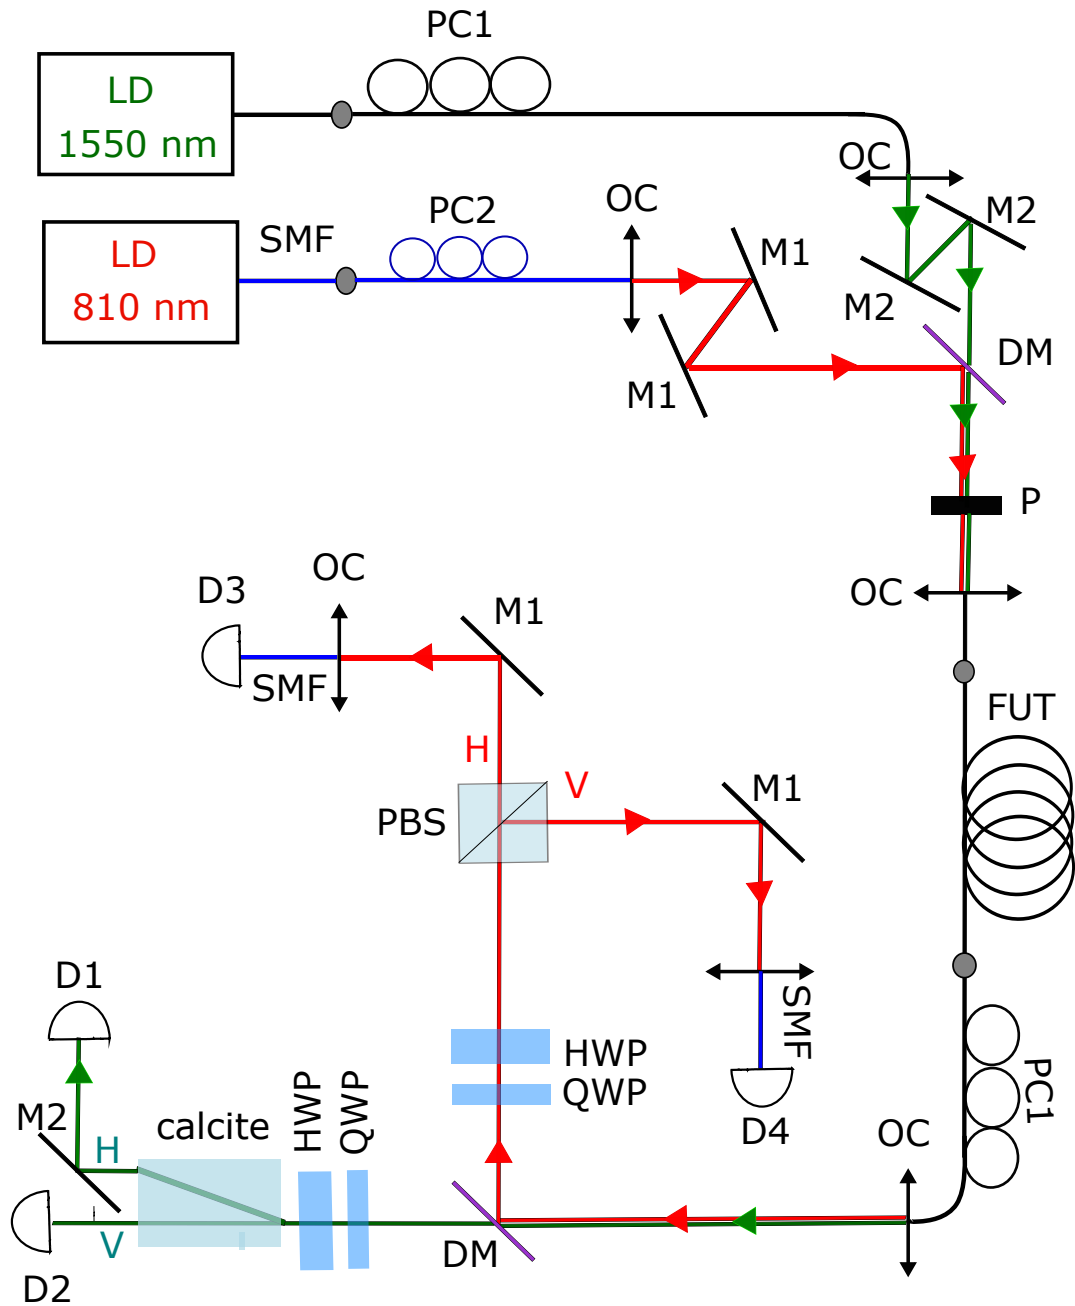 PC1
LD
1550 nm
OC
M2
M2
PC2
OC
SMF
LD
810 nm
M1
M1
DM
P
OC
OC
D3
M1
SMF
FUT
H
V
M1
PBS
D1
SMF
HWP
QWP
PC1
D4
M2
calcite
HWP
QWP
OC
H
V
DM
D2